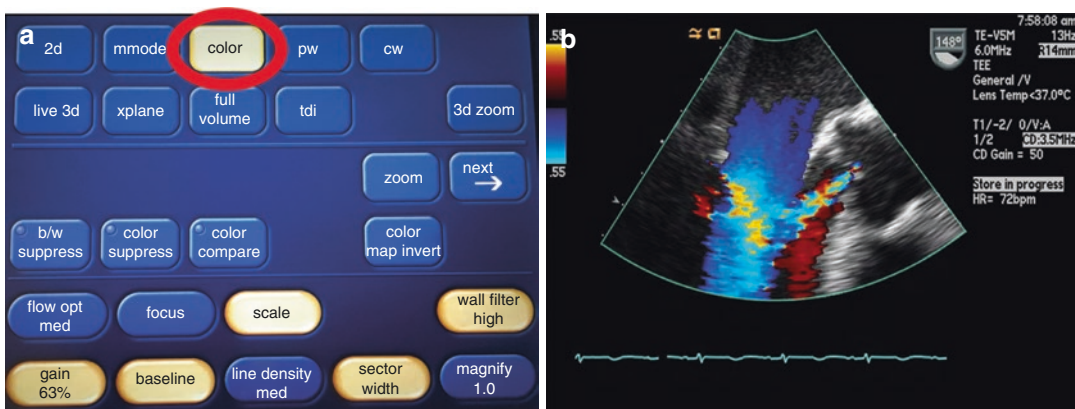 a
2d
mmode
color
pw
cw
live 3d
xplane
full
volume
tdi
3d zoom
zoom
next
b/w
suppress
color
suppress
color
compare
color
map invert
flow opt
med
focus
scale
wall filter
high
gain
63%
baseline
line density
med
sector
width
magnify
1.0
b
.55
.55
148°
7:58:08 am
TE-V5M 13Hz
6.0MHz R14mm
TEE
General /V
Lens Temp<37.0°C
T1/-2/ 0/V:A
1/2 CD:3.5MHz
CD Gain = 50
Store in progress
HR= 72bpm